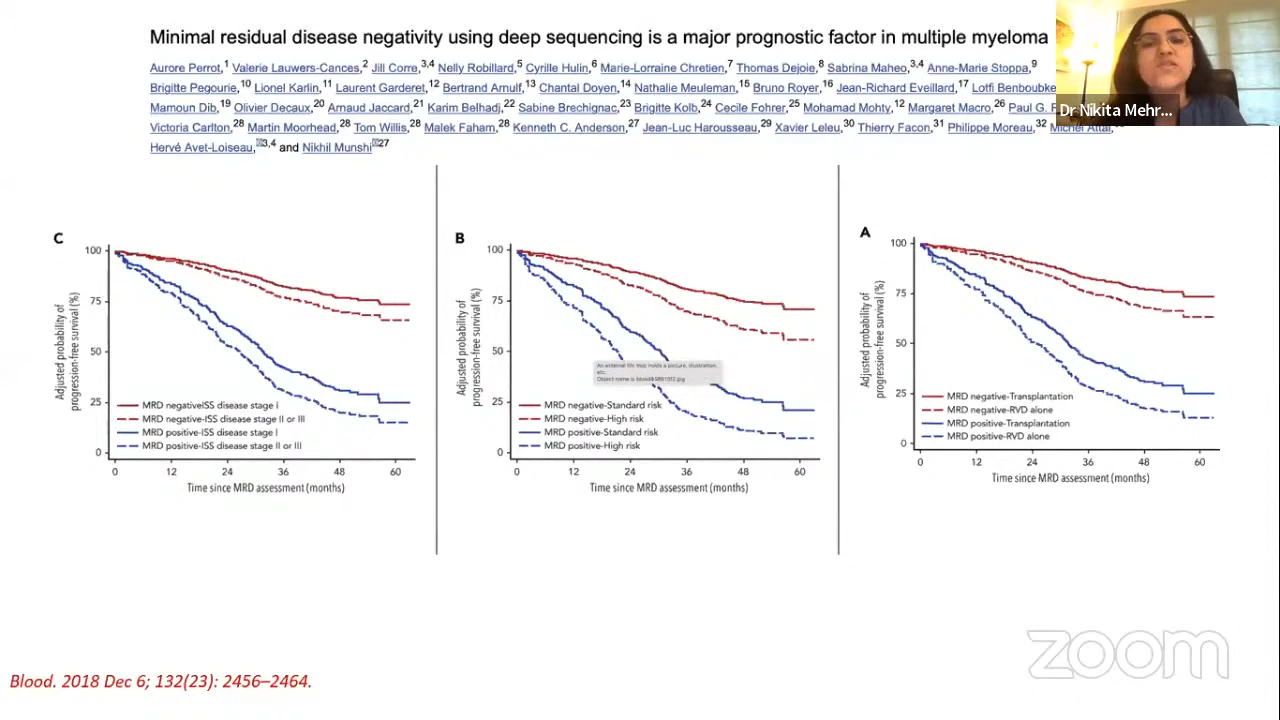 Minimal residual disease negativity using deep sequencing is a major prognostic factor in multiple myeloma
Aurore Perrot,1 Valerie Lauwers-Cances,2 Jill Corre,3,4 Nelly Robillard,5 Cyrille Hulin,6 Marie-Lorraine Chretien,7 Thomas Dejoie,8 Sabrina Maheo,3,4 Anne-Marie Stoppa,9
Brigitte Pegourie,10 Lionel Karlin,11 Laurent Garderet,12 Bertrand Arnulf,13 Chantal Doyen,14 Nathalie Meuleman,15 Bruno Royer,16 Jean-Richard Eveillard,17 Lotfi Benboubke
Mamoun Dib,19 Olivier Decaux,20 Arnaud Jaccard,21 Karim Belhadj,22 Sabine Brechignac,23 Brigitte Kolb,24 Cecile Fohrer,25 Mohamad Mohty,12 Margaret Macro,26 Paul G.
Victoria Carlton,28 Martin Moorhead,28 Tom Willis,28 Malek Faham,28 Kenneth C. Anderson,27 Jean-Luc Harousseau,29 Xavier Leleu,30 Thierry Facon,31 Philippe Moreau,32 Michel Attal,
Hervé Avet-Loiseau,3,4 and Nikhil Munshi27
Dr Nikita Mehr...
C
Adjusted probability of
progression-free survival (%)
100
75
50
25
0
MRD negativeISS disease stage I
MRD negative-ISS disease stage II or III
MRD positive-ISS disease stage I
MRD positive-ISS disease stage II or III
0 12 24 36 48 60
Time since MRD assessment (months)
B
Adjusted probability of
progression-free survival (%)
100
75
50
25
0
An external file that holds a picture, illustration,
etc.
Object name is
MRD negative-Standard risk
MRD negative-High risk
MRD positive-Standard risk
MRD positive-High risk
0 12 24 36 48 60
Time since MRD assessment (months)
A
Adjusted probability of
progression-free survival (%)
100
75
50
25
0
MRD negative-Transplantation
MRD negative-RVD alone
MRD positive-Transplantation
MRD positive-RVD alone
0 12 24 36 48 60
Time since MRD assessment (months)
zoom
Blood. 2018 Dec 6; 132(23): 2456–2464.